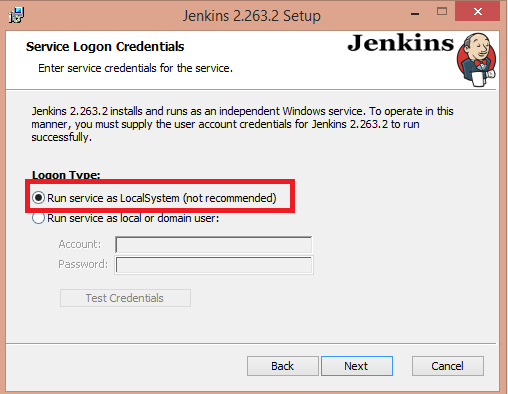 Jenkins 2.263.2 Setup
Service Logon Credentials
Enter service credentials for the service.
Jenkins
Jenkins 2.263.2 installs and runs as an independent Windows service. To operate in this
manner, you must supply the user account credentials for Jenkins 2.263.2 to run
successfully.
Logon Type:
Run service as LocalSystem (not recommended)
Run service as local or domain user:
Account:
Password:
Test Credentials
Back
Next
Cancel